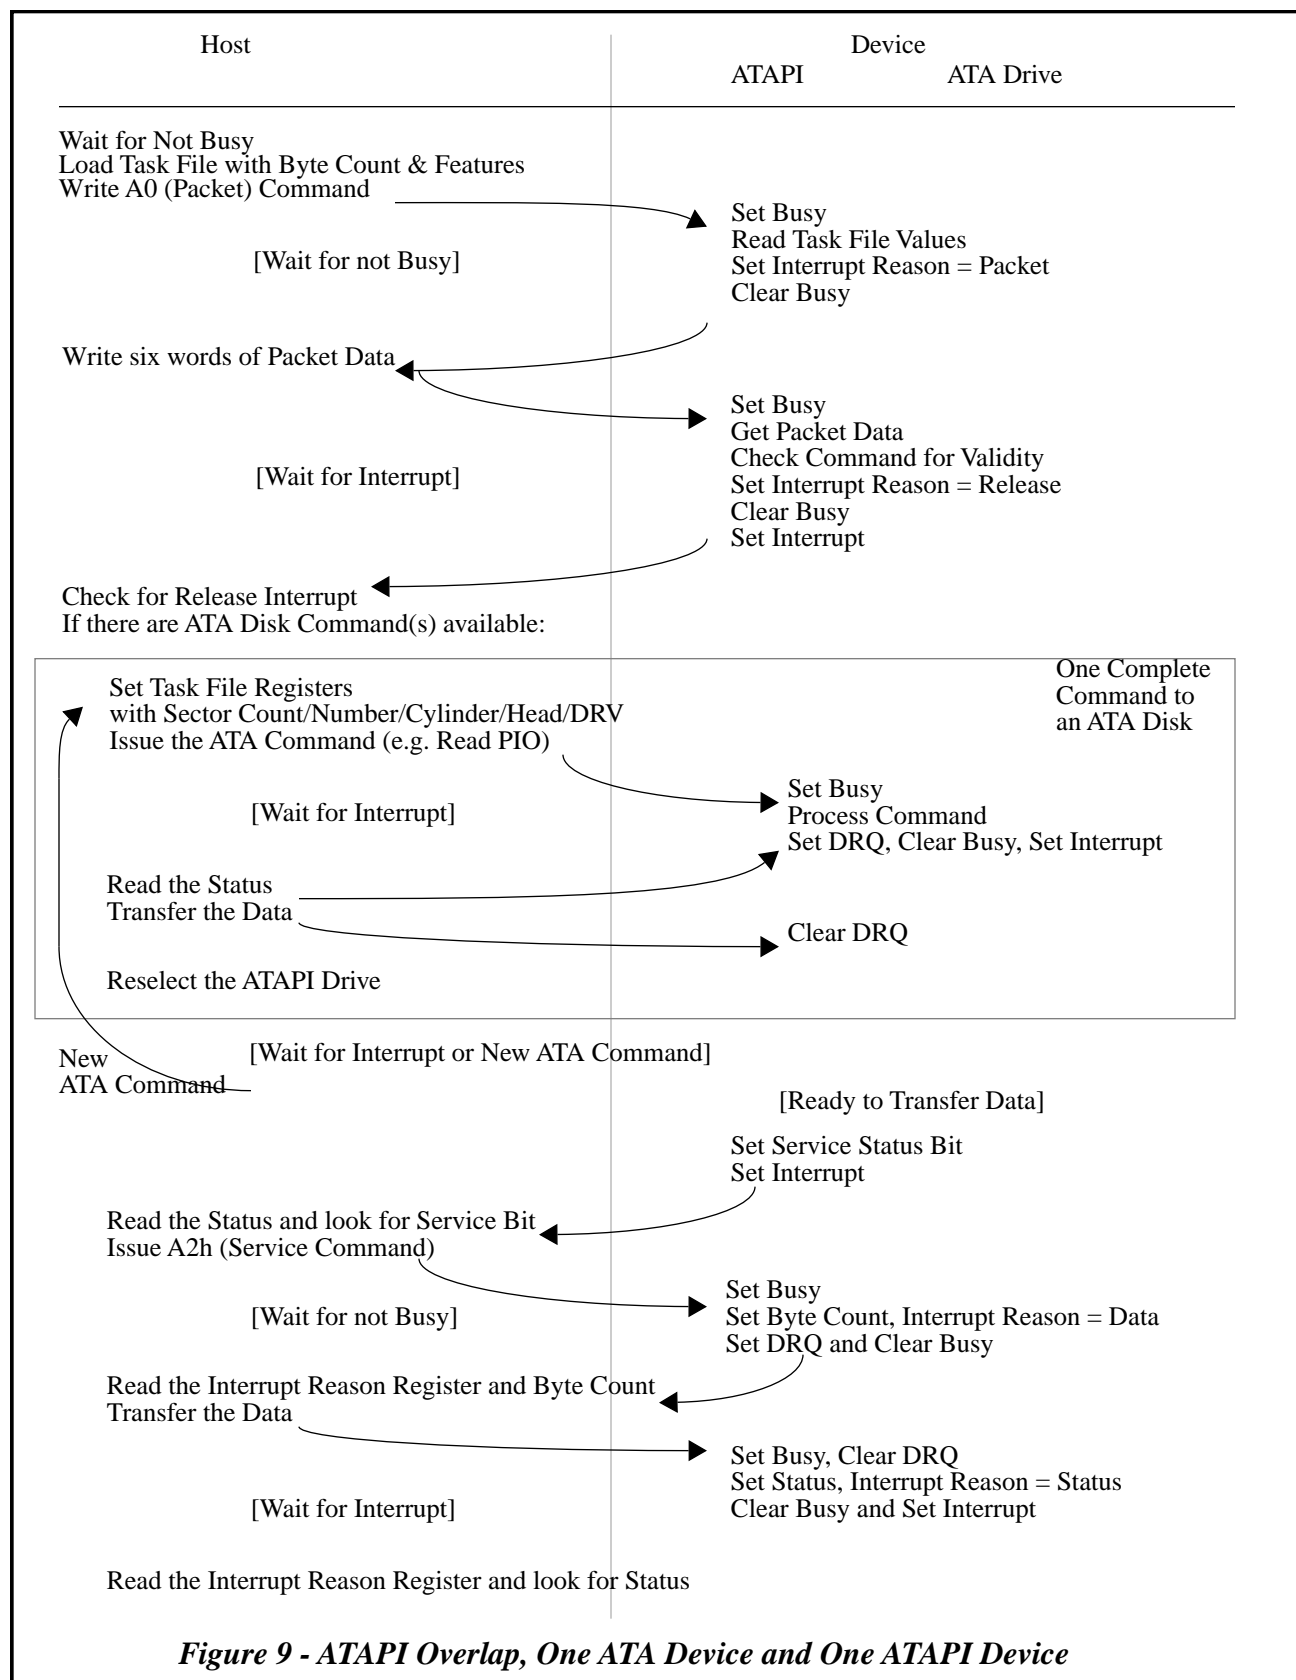 Host
Device
ATAPI
ATA Drive
Wait for Not Busy
Load Task File with Byte Count & Features
Write A0 (Packet) Command
Set Busy
Read Task File Values
Set Interrupt Reason = Packet
Clear Busy
[Wait for not Busy]
Write six words of Packet Data
Set Busy
Get Packet Data
Check Command for Validity
Set Interrupt Reason = Release
Clear Busy
Set Interrupt
[Wait for Interrupt]
Check for Release Interrupt
If there are ATA Disk Command(s) available:
One Complete
Command to
an ATA Disk
Set Task File Registers
with Sector Count/Number/Cylinder/Head/DRV
Issue the ATA Command (e.g. Read PIO)
Set Busy
Process Command
Set DRQ, Clear Busy, Set Interrupt
[Wait for Interrupt]
Read the Status
Transfer the Data
Clear DRQ
Reselect the ATAPI Drive
[Wait for Interrupt or New ATA Command]
New
ATA Command
[Ready to Transfer Data]
Set Service Status Bit
Set Interrupt
Read the Status and look for Service Bit
Issue A2h (Service Command)
Set Busy
Set Byte Count, Interrupt Reason = Data
Set DRQ and Clear Busy
[Wait for not Busy]
Read the Interrupt Reason Register and Byte Count
Transfer the Data
Set Busy, Clear DRQ
Set Status, Interrupt Reason = Status
Clear Busy and Set Interrupt
[Wait for Interrupt]
Read the Interrupt Reason Register and look for Status
Figure 9 - ATAPI Overlap, One ATA Device and One ATAPI Device